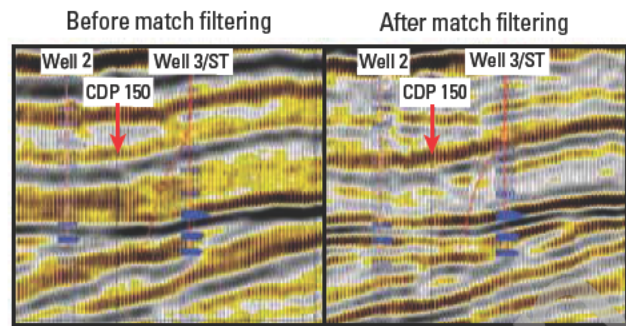 Before match filtering
After match filtering
Well 2
Well 3/ST
CDP 150
Well 2
Well 3/ST
CDP 150